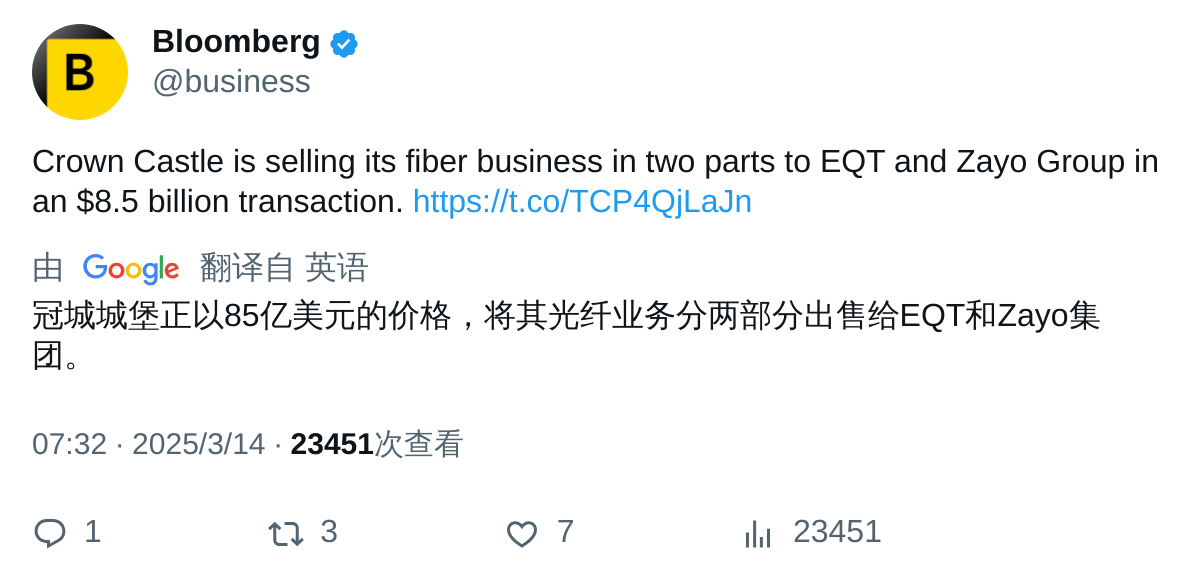 B
Bloomberg
@business
Crown Castle is selling its fiber business in two parts to EQT and Zayo Group in
an $8.5 billion transaction. https://t.co/TCP4QjLaJn
由 Google 翻译自 英语
冠城城堡正以85亿美元的价格，将其光纤业务分两部分出售给EQT和Zayo集
团。
07:32 · 2025/3/14 · 23451次查看
1 3 7 23451